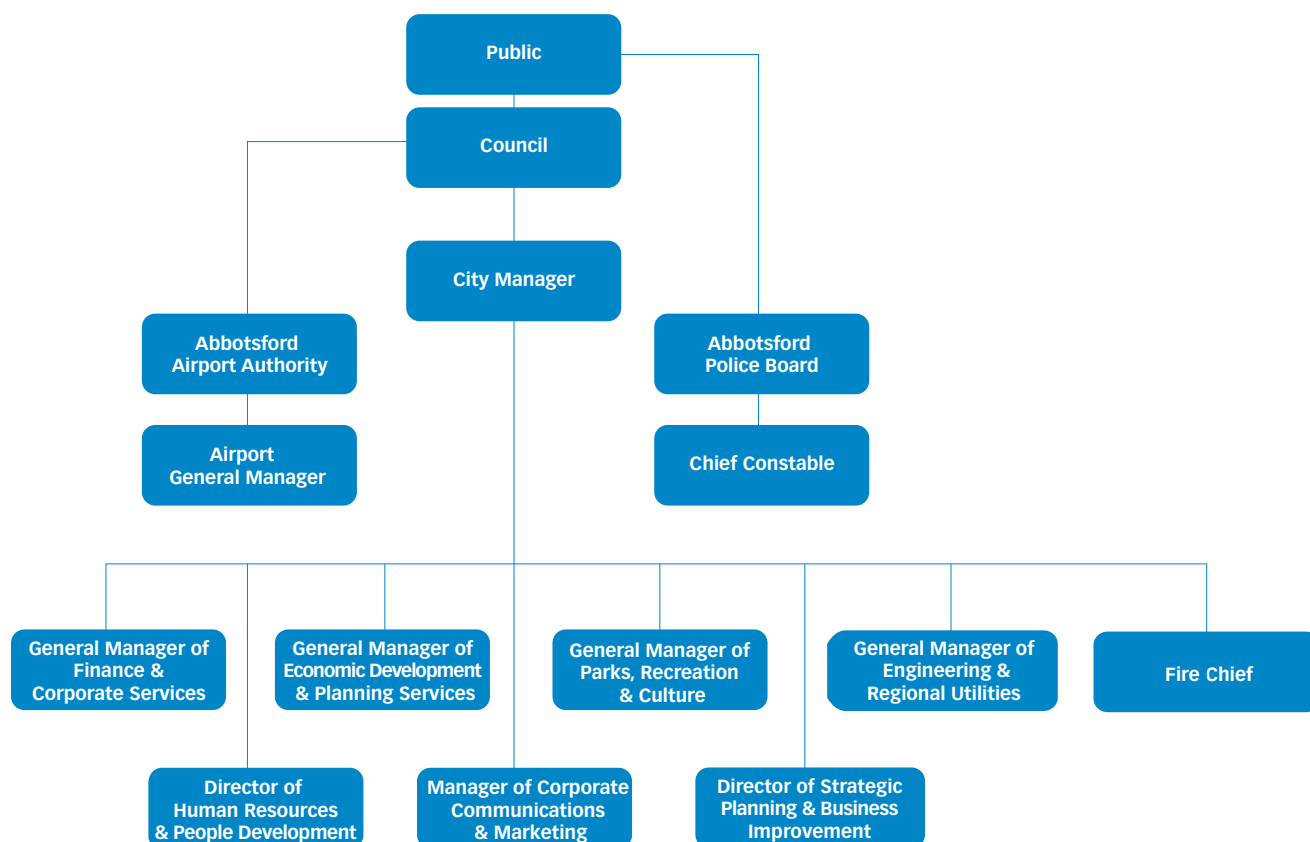 Public
Council
City Manager
Abbotsford
Airport Authority
Abbotsford
Police Board
Airport
General Manager
Chief Constable
General Manager of
Finance &
Corporate Services
General Manager of
Economic Development
& Planning Services
General Manager of
Parks, Recreation
& Culture
General Manager of
Engineering &
Regional Utilities
Fire Chief
Director of
Human Resources
& People Development
Manager of Corporate
Communications
& Marketing
Director of Strategic
Planning & Business
Improvement